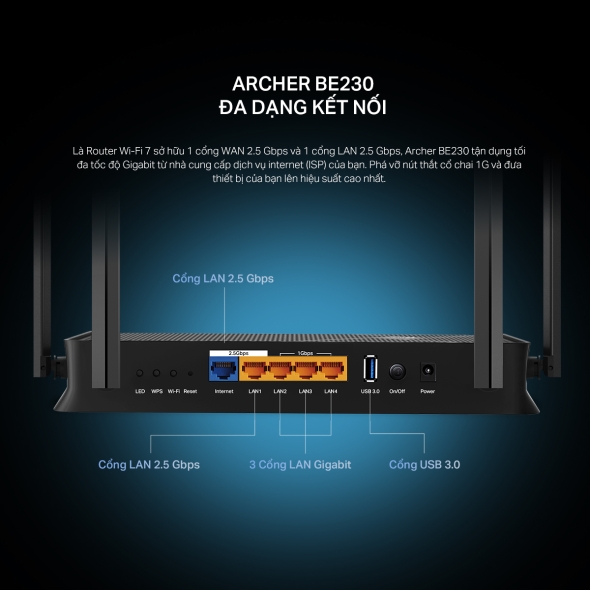 ARCHER BE230
ĐA DẠNG KẾT NỐI
Là Router Wi-Fi 7 sở hữu 1 cổng WAN 2.5 Gbps và 1 cổng LAN 2.5 Gbps, Archer BE230 tận dụng tối
đa tốc độ Gigabit từ nhà cung cấp dịch vụ internet (ISP) của bạn. Phá vỡ nút thắt cổ chai 1G và đưa
thiết bị của bạn lên hiệu suất cao nhất.
Cổng LAN 2.5 Gbps
2.5Gbps 1Gbps
LED WPS Wi-Fi Reset Internet LAN1 LAN2 LAN3 LAN4 USB 3.0 On/Off Power
Cổng LAN 2.5 Gbps 3 Cổng LAN Gigabit Cổng USB 3.0